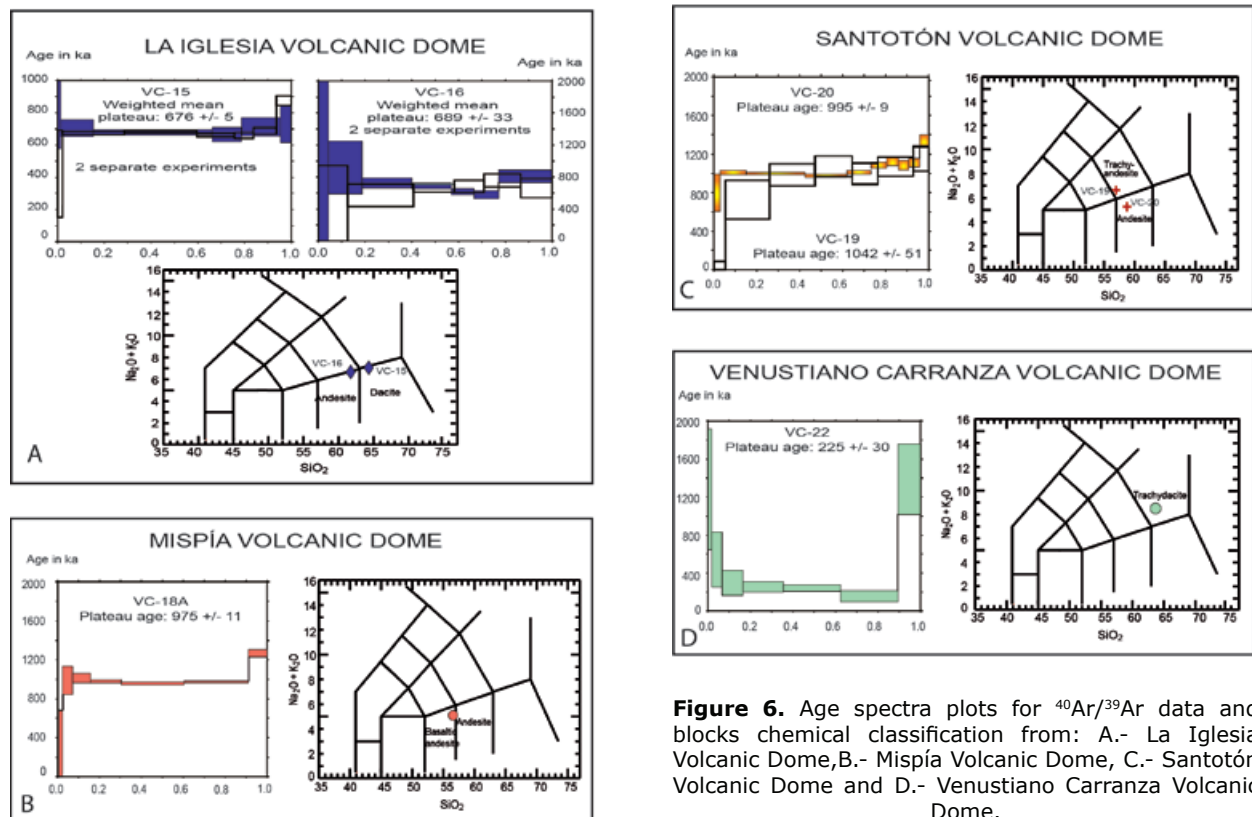 LA IGLESIA VOLCANIC DOME
Age in ka
Age in ka
1000
800
600
400
200
0
VC-15
Weighted mean
plateau: 676 +/- 5
2 separate experiments
0.0 0.2 0.4 0.6 0.8 1.0
VC-16
Weighted mean
plateau: 689 +/- 33
2 separate experiments
2000
1600
1200
800
400
0
0.0 0.2 0.4 0.6 0.8 1.0
16
14
12
10
8
6
4
2
0
Na2O + K2O
VC-16
VC-15
Andesite
Dacite
35 40 45 50 55 60 65 70 75
SiO2
A
MISPÍA VOLCANIC DOME
Age in ka
2000
1600
1200
800
400
0
VC-18A
Plateau age: 975 +/- 11
0.0 0.2 0.4 0.6 0.8 1.0
16
14
12
10
8
6
4
2
0
Na2O + K2O
Andesite
Basaltic
andesite
35 40 45 50 55 60 65 70 75
SiO2
B
SANTOTÓN VOLCANIC DOME
Age in ka
2000
1600
1200
800
400
0
VC-20
Plateau age: 995 +/- 9
VC-19
Plateau age: 1042 +/- 51
0.0 0.2 0.4 0.6 0.8 1.0
16
14
12
10
8
6
4
2
0
Na2O + K2O
Trachy-
andesite
VC-19
VC-20
Andesite
35 40 45 50 55 60 65 70 75
SiO2
C
VENUSTIANO CARRANZA VOLCANIC DOME
Age in ka
2000
1600
1200
800
400
VC-22
Plateau age: 225 +/- 30
0.0 0.2 0.4 0.6 0.8 1.0
16
14
12
10
8
6
4
2
0
Na2O + K2O
Trachydacite
35 40 45 50 55 60 65 70 75
SiO2
D
Figure 6. Age spectra plots for 40Ar/39Ar data and
blocks chemical classification from: A.- La Iglesia
Volcanic Dome,B.- Mispía Volcanic Dome, C.- Santotón
Volcanic Dome and D.- Venustiano Carranza Volcanic
Dome.